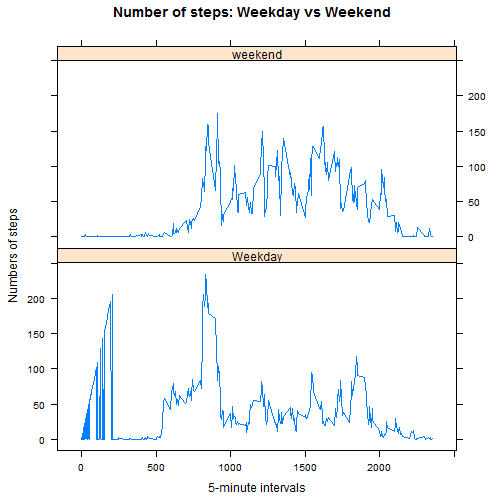 Number of steps: Weekday vs Weekend
weekend
200
150
100
50
0
Weekday
200
150
100
50
0
0 500 1000 1500 2000
Numbers of steps
5-minute intervals